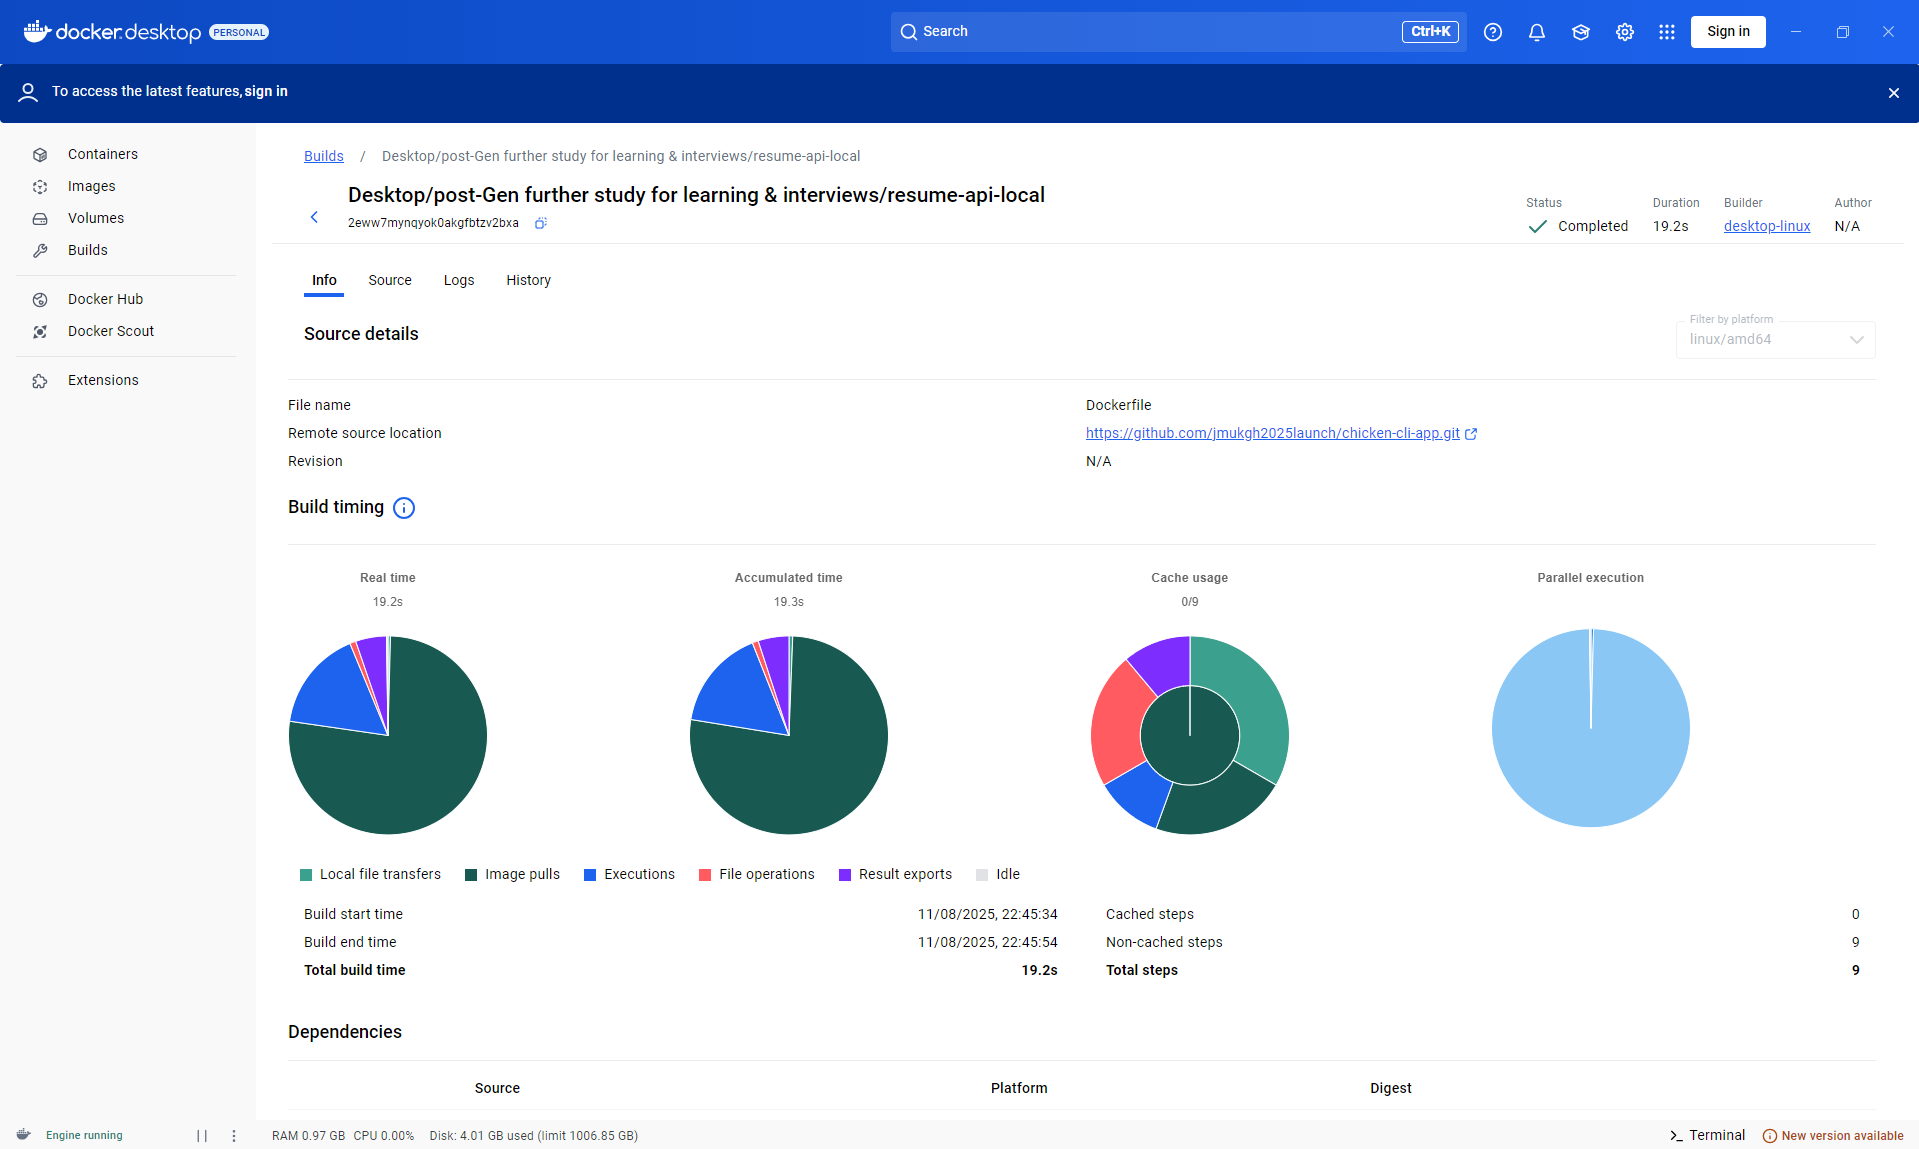 docker.desktop PERSONAL
Search Ctrl+K
Sign in
To access the latest features, sign in
Containers
Images
Volumes
Builds
Docker Hub
Docker Scout
Extensions
Builds / Desktop/post-Gen further study for learning & interviews/resume-api-local
Desktop/post-Gen further study for learning & interviews/resume-api-local
2eww7mynqyok0akgfbtzv2bxa
Status Duration Builder Author
Completed 19.2s desktop-linux N/A
Info Source Logs History
Source details
Filter by platform
linux/amd64
File name Dockerfile
Remote source location https://github.com/jmukgh2025launch/chicken-cli-app.git
Revision N/A
Build timing
Real time Accumulated time Cache usage Parallel execution
19.2s 19.3s 0/9
Local file transfers Image pulls Executions File operations Result exports Idle
Build start time 11/08/2025, 22:45:34 Cached steps 0
Build end time 11/08/2025, 22:45:54 Non-cached steps 9
Total build time 19.2s Total steps 9
Dependencies
Source Platform Digest
Engine running
RAM 0.97 GB CPU 0.00% Disk: 4.01 GB used (limit 1006.85 GB)
Terminal New version available